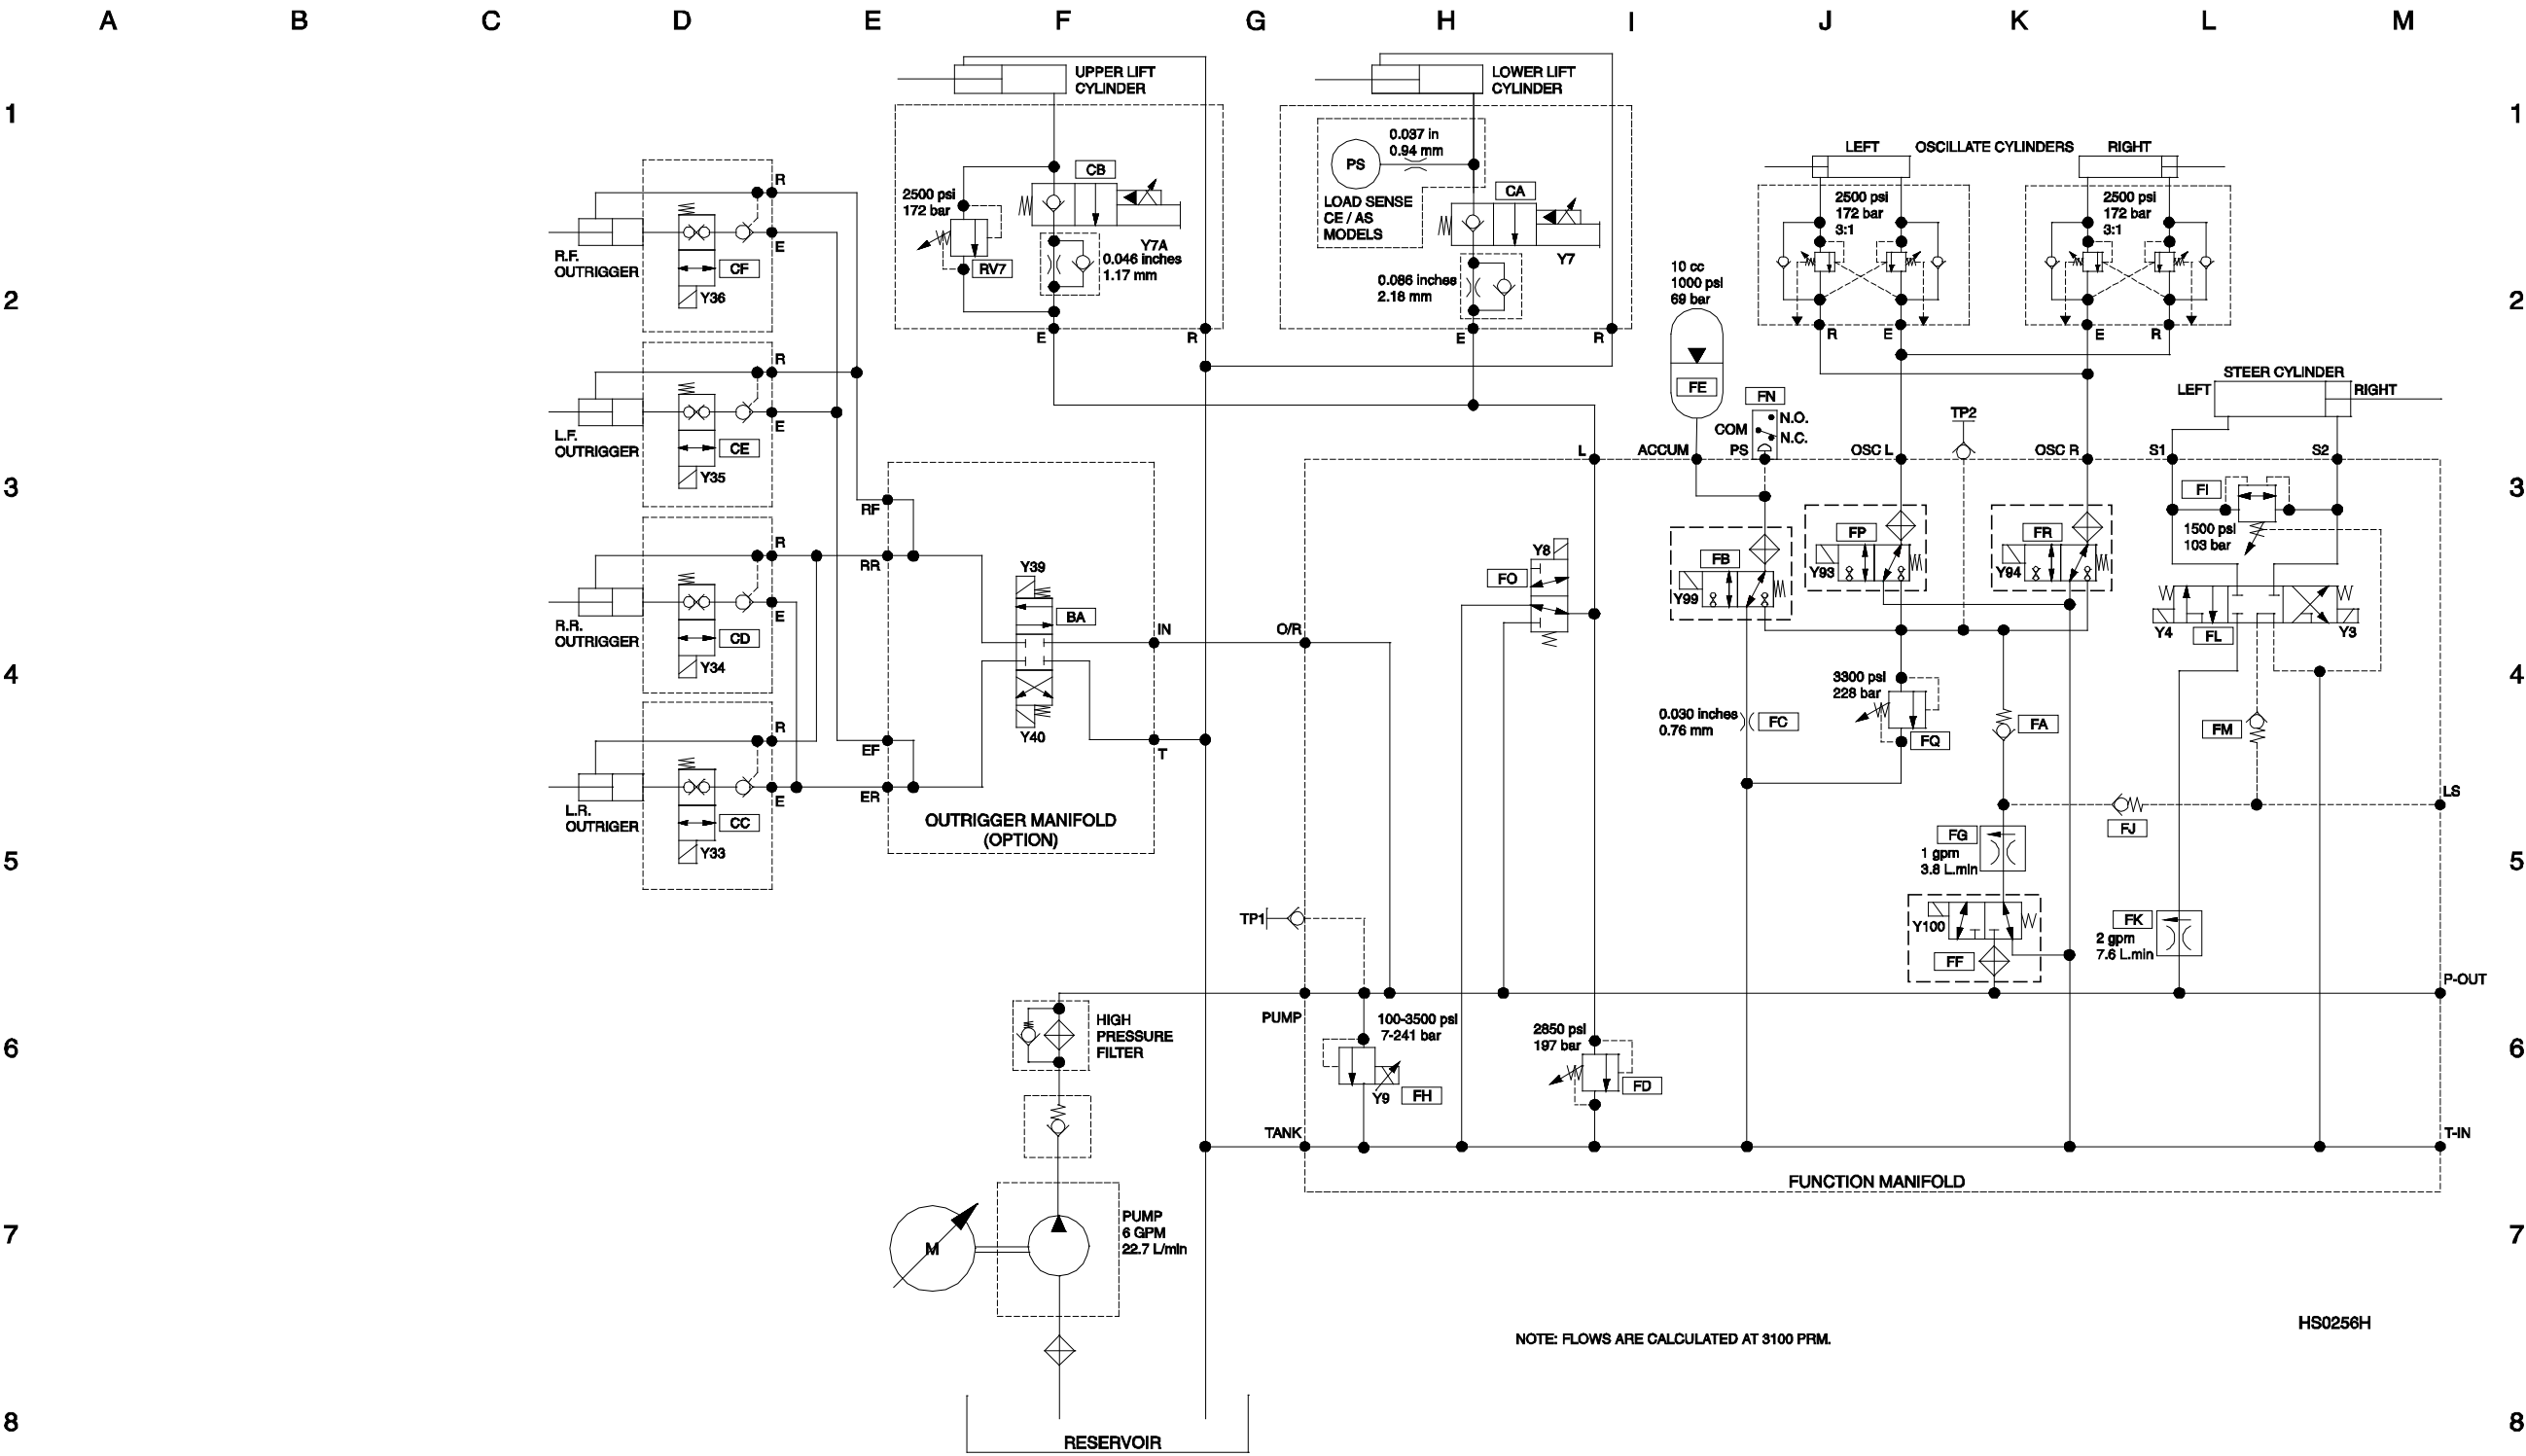 A B C D E F G H I J K L M
1
1
UPPER LIFT
CYLINDER
LOWER LIFT
CYLINDER
0.037 in
0.94 mm
PS
LOAD SENSE
CE / AS
MODELS
CA
Y7
0.086 inches
2.18 mm
E
R
CB
2500 psi
172 bar
RV7
Y7A
0.046 inches
1.17 mm
E
R
LEFT
OSCILLATE CYLINDERS
RIGHT
2500 psi
172 bar
3:1
R
E
2500 psi
172 bar
3:1
E
R
2
2
R
E
R.F.
OUTRIGGER
CF
Y36
R
E
L.F.
OUTRIGGER
CE
Y35
R
E
R.R.
OUTRIGGER
CD
Y34
R
E
L.R.
OUTRIGER
CC
Y33
10 cc
1000 psi
69 bar
FE
FN
N.O.
COM
N.C.
PS
TP2
STEER CYLINDER
LEFT
RIGHT
L
ACCUM
OSC L
OSC R
S1
S2
3
3
RF
RR
Y39
BA
Y40
IN
T
EF
ER
OUTRIGGER MANIFOLD
(OPTION)
O/R
Y8
FO
FB
Y99
FP
Y93
FR
Y94
FI
1500 psi
103 bar
Y4
FL
Y3
4
4
3300 psi
228 bar
FQ
0.030 inches
0.76 mm
FC
FA
FM
LS
FJ
5
5
FG
1 gpm
3.8 L.min
Y100
FF
FK
2 gpm
7.6 L.min
TP1
P-OUT
PUMP
6
6
HIGH
PRESSURE
FILTER
100-3500 psi
7-241 bar
Y9
FH
2850 psi
197 bar
FD
TANK
T-IN
FUNCTION MANIFOLD
7
7
M
PUMP
6 GPM
22.7 L/min
HS0256H
NOTE: FLOWS ARE CALCULATED AT 3100 PRM.
8
8
RESERVOIR